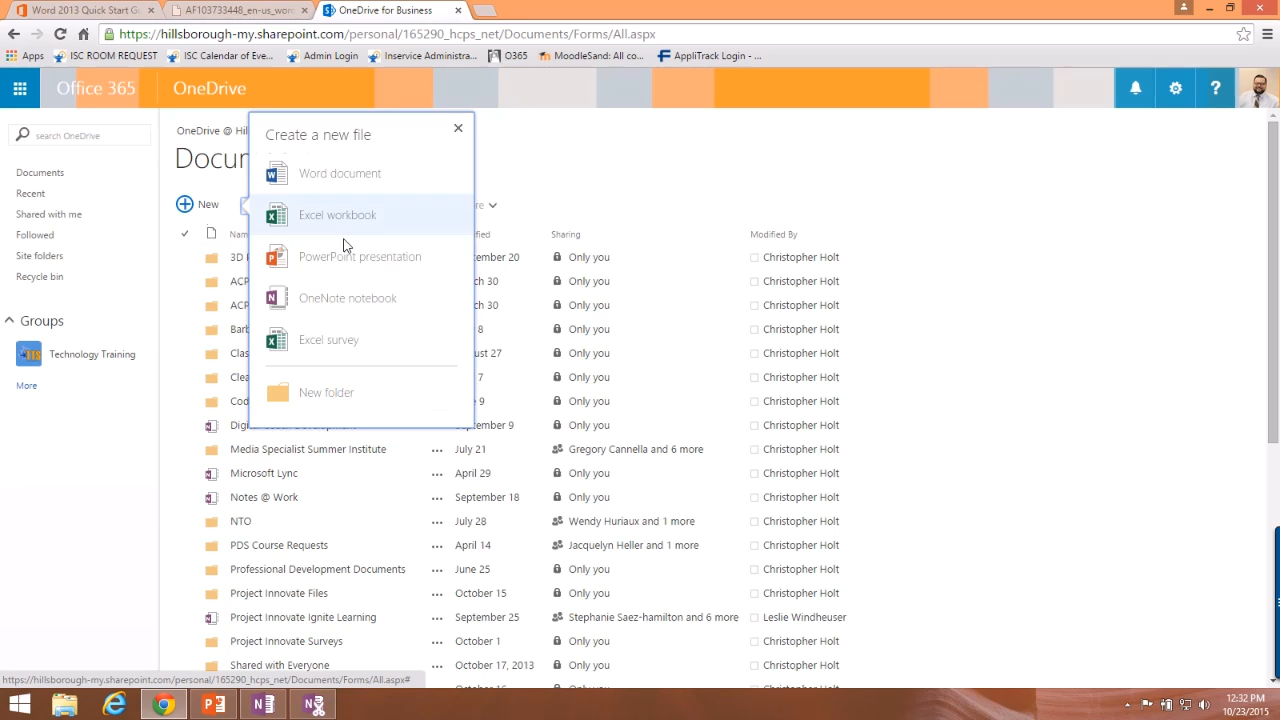 Word 2013 Quick Start Gu
AF103733448_en-us_wor
OneDrive for Business
https://hillsborough-my.sharepoint.com/personal/165290_hcps_net/Documents/Forms/All.aspx
Apps
ISC ROOM REQUEST
ISC Calendar of Eve...
Admin Login
Inservice Administra...
O365
MoodleSand: All co...
AppliTrack Login - ...
Office 365
OneDrive
search OneDrive
Documents
Recent
Shared with me
Followed
Site folders
Recycle bin
Groups
Technology Training
More
OneDrive @ Hil
Docu
New
Create a new file
Word document
Excel workbook
PowerPoint presentation
OneNote notebook
Excel survey
New folder
re
Nam
ified
Sharing
Modified By
3D
ember 20
Only you
Christopher Holt
ACP
ch 30
Only you
Christopher Holt
ACP
ch 30
Only you
Christopher Holt
Barb
8
Only you
Christopher Holt
Clas
ust 27
Only you
Christopher Holt
Clea
7
Only you
Christopher Holt
Cod
9
Only you
Christopher Holt
ember 9
Only you
Christopher Holt
Media Specialist Summer Institute
July 21
Gregory Cannella and 6 more
Christopher Holt
Microsoft Lync
April 29
Only you
Christopher Holt
Notes @ Work
September 18
Only you
Christopher Holt
NTO
July 28
Wendy Huriaux and 1 more
Christopher Holt
PDS Course Requests
April 14
Jacquelyn Heller and 1 more
Christopher Holt
Professional Development Documents
June 25
Only you
Christopher Holt
Project Innovate Files
October 15
Only you
Christopher Holt
Project Innovate Ignite Learning
September 25
Stephanie Saez-hamilton and 6 more
Leslie Windheuser
Project Innovate Surveys
October 1
Only you
Christopher Holt
Shared with Everyone
October 17, 2013
Only you
Christopher Holt
https://hillsborough-my.sharepoint.com/personal/165290_hcps_net/Documents/Forms/All.aspx#
12:32 PM
10/23/2015